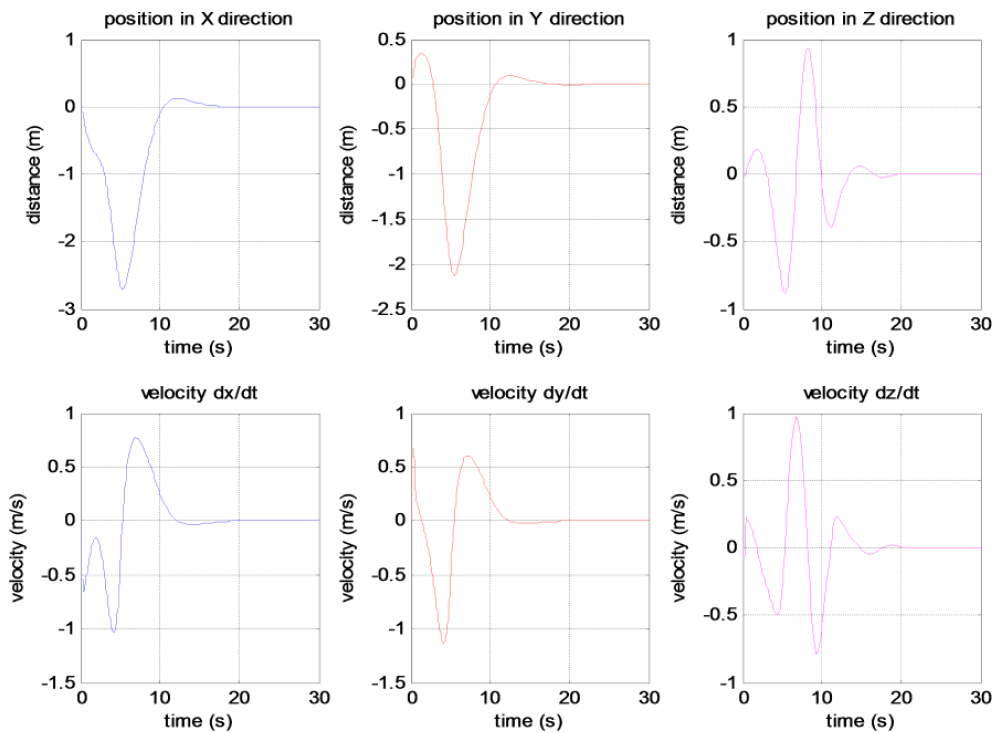 position in X direction
position in Y direction
position in Z direction
1
0
-1
-2
-3
distance (m)
0 10 20 30
time (s)
0.5
0
-0.5
-1
-1.5
-2
-2.5
distance (m)
0 10 20 30
time (s)
1
0.5
0
-0.5
-1
distance (m)
0 10 20 30
time (s)
velocity dx/dt
velocity dy/dt
velocity dz/dt
1
0.5
0
-0.5
-1
-1.5
velocity (m/s)
0 10 20 30
time (s)
1
0.5
0
-0.5
-1
-1.5
velocity (m/s)
0 10 20 30
time (s)
1
0.5
0
-0.5
-1
velocity (m/s)
0 10 20 30
time (s)